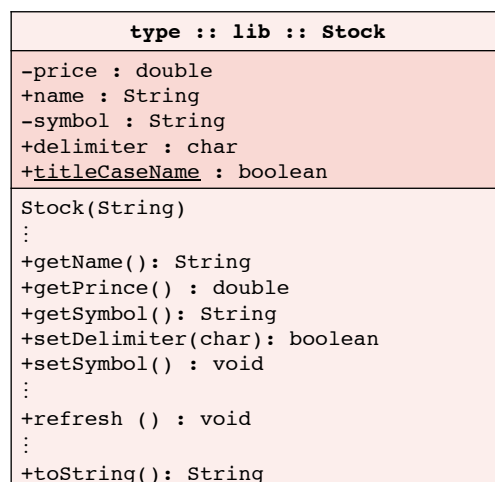 type :: lib :: Stock
-price : double
+name : String
-symbol : String
+delimiter : char
+titleCaseName : boolean
Stock(String)
⋮
+getName(): String
+getPrince() : double
+getSymbol(): String
+setDelimiter(char): boolean
+setSymbol() : void
⋮
+refresh () : void
⋮
+toString(): String